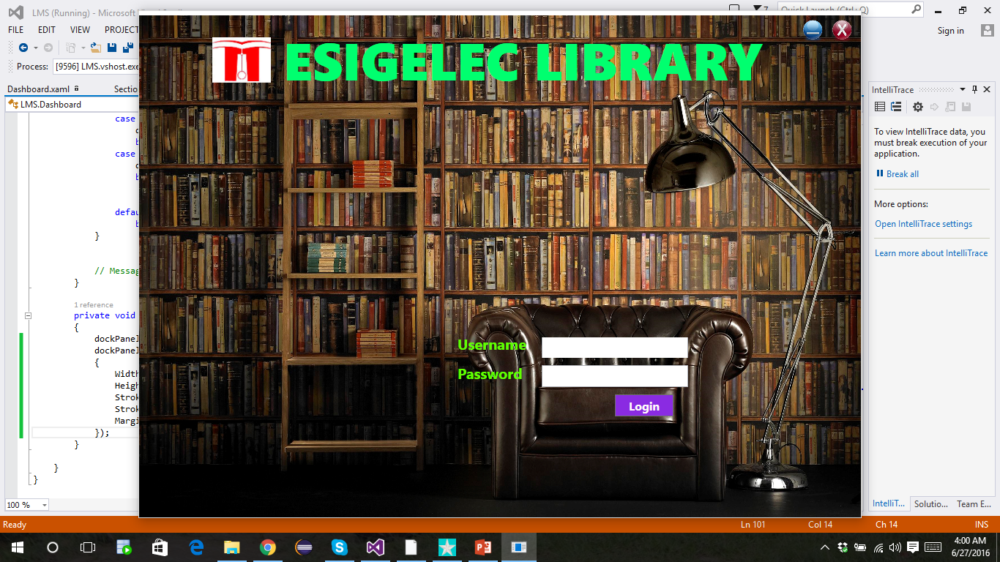 LMS (Running) - Microsoft
Quick Launch (Ctrl+Q)
FILE EDIT VIEW PROJECT
Sign in
Process: [9596] LMS.vshost.exe
ESIGELEC LIBRARY
Dashboard.xaml Sectio
LMS.Dashboard
case
case
defau
}
// Messag
}
1 reference
private void
{
dockPanel
dockPanel
{
Width
Heigh
Strok
Strok
Margi
});
}
}
}
100 %
Username
Password
Login
IntelliTrace
To view IntelliTrace data, you
must break execution of your
application.
Break all
More options:
Open IntelliTrace settings
Learn more about IntelliTrace
IntelliT... Solutio... Team E...
Ready Ln 101 Col 14 Ch 14 INS
4:00 AM
6/27/2016